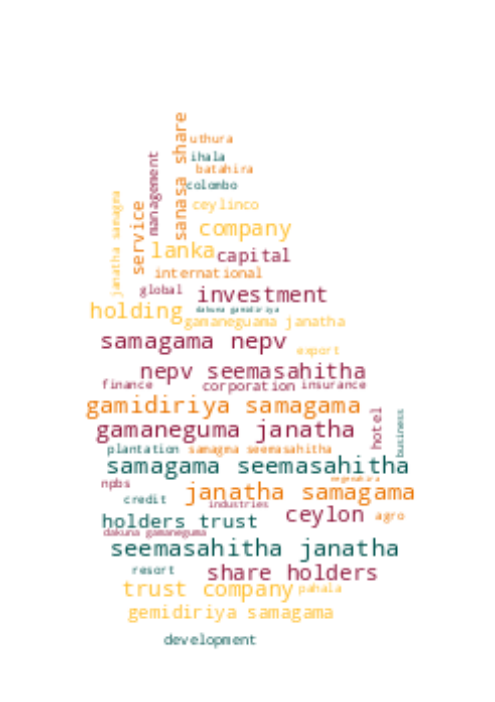 sanasa share
uthura
ihala
batahira
management
colombo
janatha samagma
service
ceylinco
company
lanka
capital
international
global
investment
holding
dakuna gamidiriya
gamaneguama janatha
samagama nepv
export
nepv seemasahitha
finance
corporation
insurance
gamidiriya samagama
hotel
business
gamaneguma janatha
plantation
samagma seemasahitha
samagama seemasahitha
npbs
janatha samagama
credit
industries
holders trust
ceylon
agro
dakuna gamaneguma
seemasahitha janatha
resort
share holders
trust company
pahala
gemidiriya samagama
development